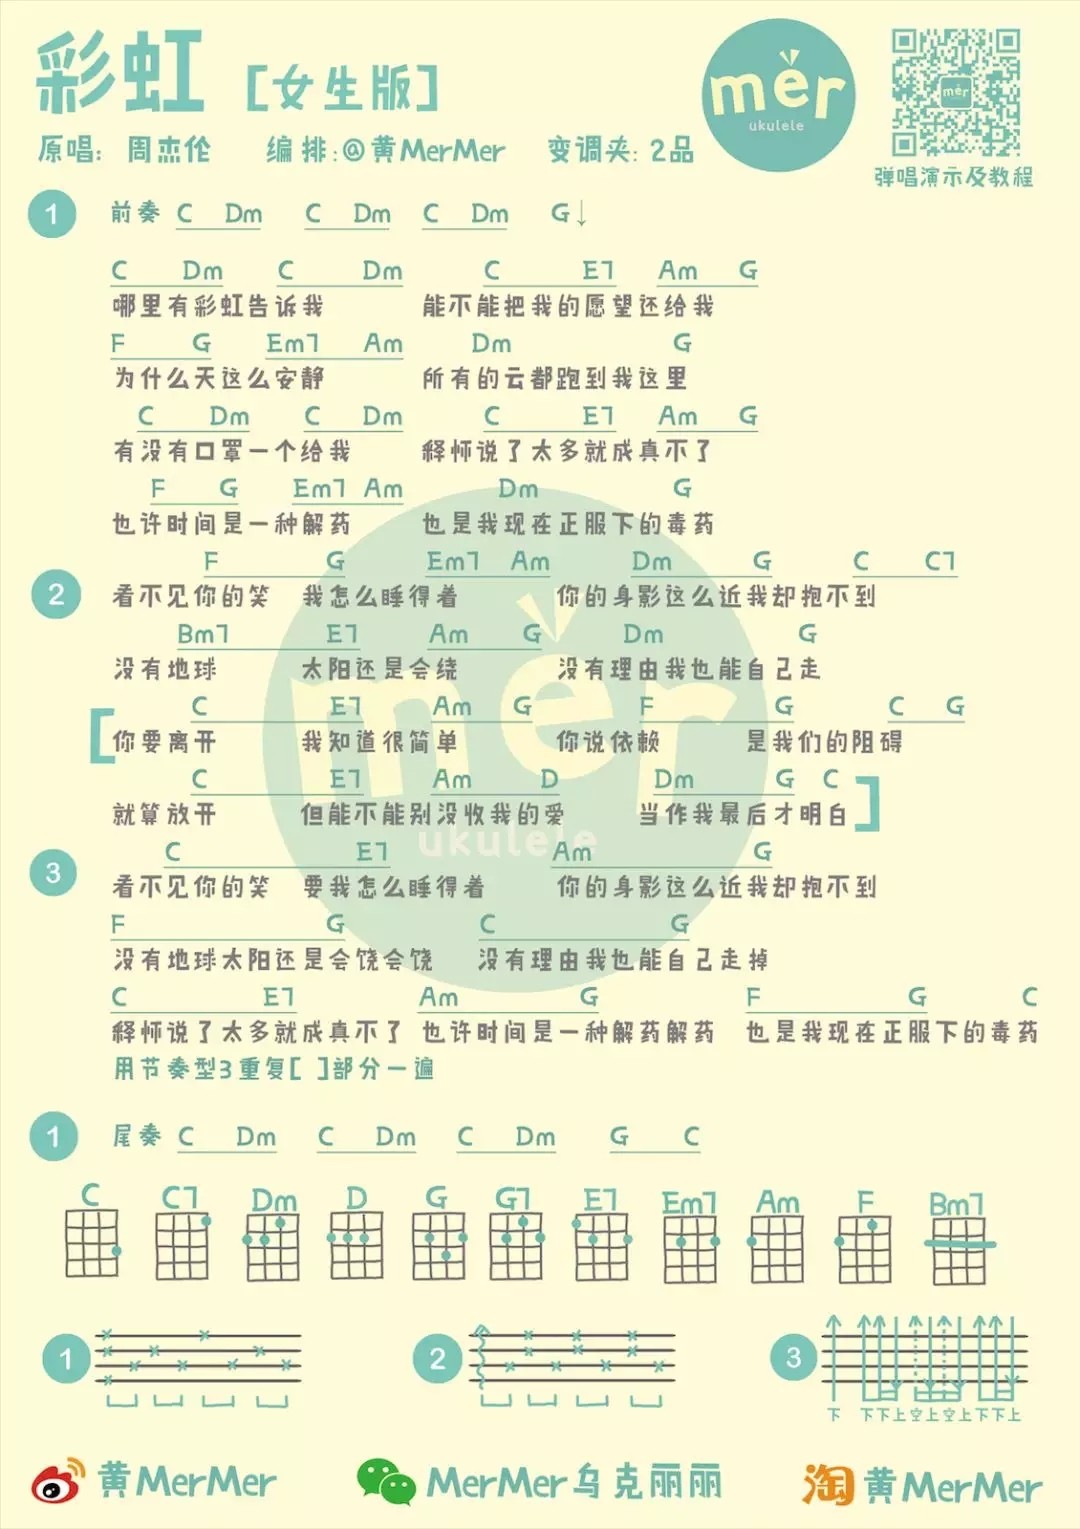 彩虹 [女生版]
mer
ukulele
原唱: 周杰伦 编排:@黄MerMer 变调夹: 2品
弹唱演示及教程
1 前奏 C Dm C Dm C Dm G↓
C Dm C Dm C E7 Am G
哪里有彩虹告诉我 能不能把我的愿望还给我
F G Em7 Am Dm G
为什么天这么安静 所有的云都跑到我这里
C Dm C Dm C E7 Am G
有没有口罩一个给我 释怀说了太多就成真不了
F G Em7 Am Dm G
也许时间是一种解药 也是我现在正服下的毒药
F G Em7 Am Dm G C C7
2 看不见你的笑 我怎么睡得着 你的身影这么近我却抱不到
Bm7 E7 Am G Dm G
没有地球 太阳还是会绕 没有理由我也能自己走
C E7 Am G F G C G
[你要离开 我知道很简单 你说依赖 是我们的阻碍
C E7 Am D Dm G C
就算放开 但能不能别没收我的爱 当作我最后才明白]
mer
ukulele
C E7 Am G
3 看不见你的笑 要我怎么睡得着 你的身影这么近我却抱不到
F G C G
没有地球太阳还是会饶会饶 没有理由我也能自己走掉
C E7 Am G F G C
释怀说了太多就成真不了 也许时间是一种解药解药 也是我现在正服下的毒药
用节奏型3重复[ ]部分一遍
1 尾奏 C Dm C Dm C Dm G C
C C7 Dm D G G7 E7 Em7 Am F Bm7
1 2 3
下 下下上空上空上下下上
黄MerMer MerMer乌克丽丽 淘 黄MerMer